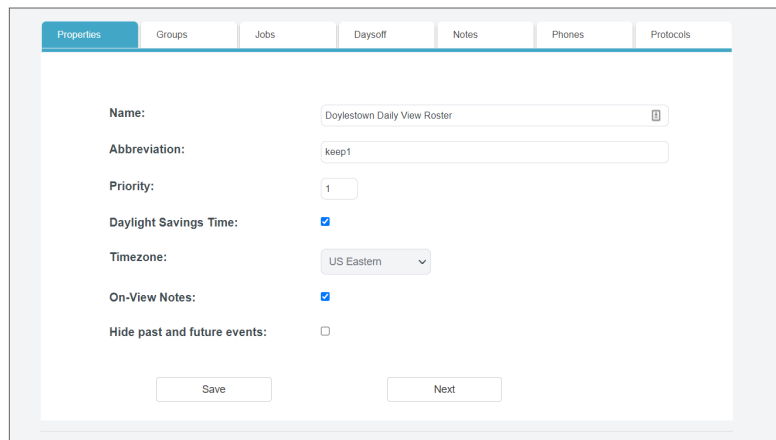 Properties Groups Jobs Daysoff Notes Phones Protocols
Name: Doylestown Daily View Roster
Abbreviation: keep1
Priority: 1
Daylight Savings Time:
Timezone: US Eastern
On-View Notes:
Hide past and future events:
Save Next